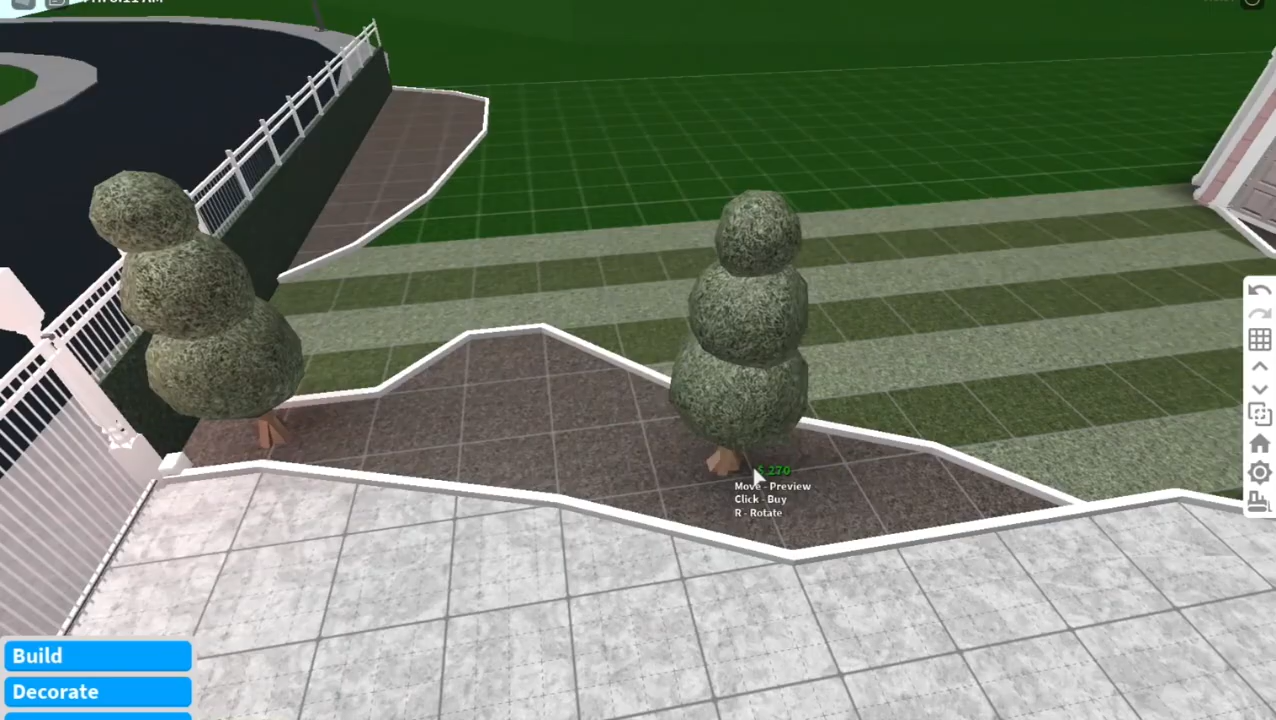 $ 270
Move - Preview
Click - Buy
R - Rotate
Build
Decorate